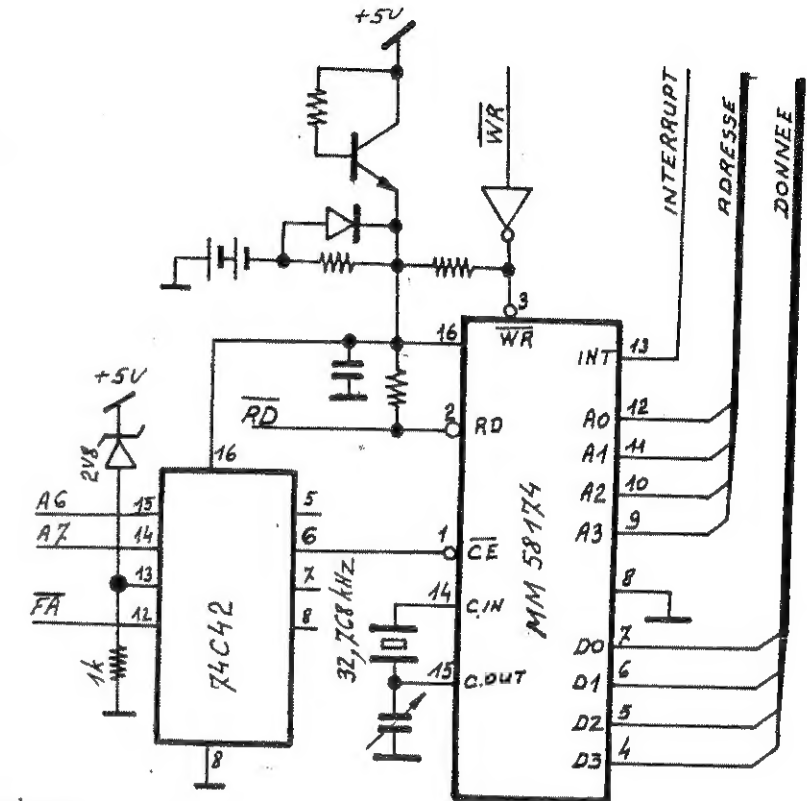 +5V
WR
INTERRUPT
ADRESSE
DONNEE
3
16
WR
INT
13
+5V
RD
2
RD
A0
12
2V8
16
A1
11
A2
10
A6
15
5
A3
9
A7
14
6
1
CE
13
7
MM 58174
8
FA
12
8
14
C.IN
74C42
32,768 kHz
D0
7
1k
15
C.OUT
D1
6
D2
5
8
D3
4